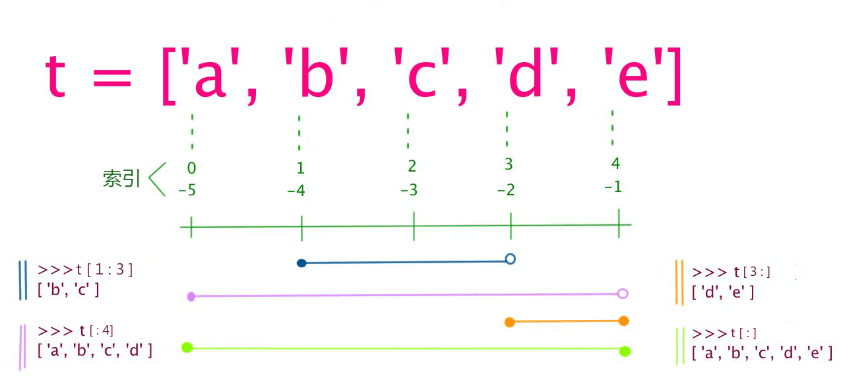 t = ['a', 'b', 'c', 'd', 'e']
0 1 2 3 4
索引
-5 -4 -3 -2 -1
>>>t [ 1 : 3 ]
[ 'b', 'c' ]
>>> t [ : 4]
[ 'a', 'b', 'c', 'd' ]
>>> t [ 3 : ]
[ 'd', 'e' ]
>>> t [ : ]
[ 'a', 'b', 'c', 'd', 'e' ]